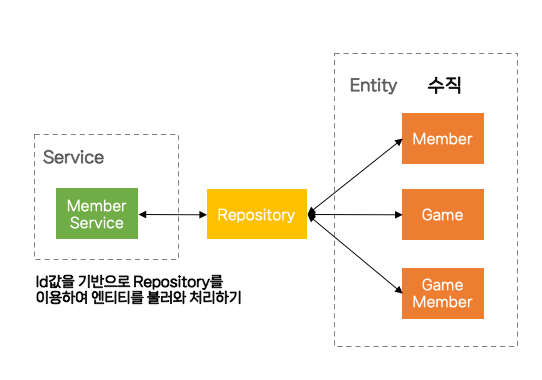 Entity 수직
Service
Member
Member
Service
Repository
Game
Game
Member
Id값을 기반으로 Repository를
이용하여 엔티티를 불러와 처리하기